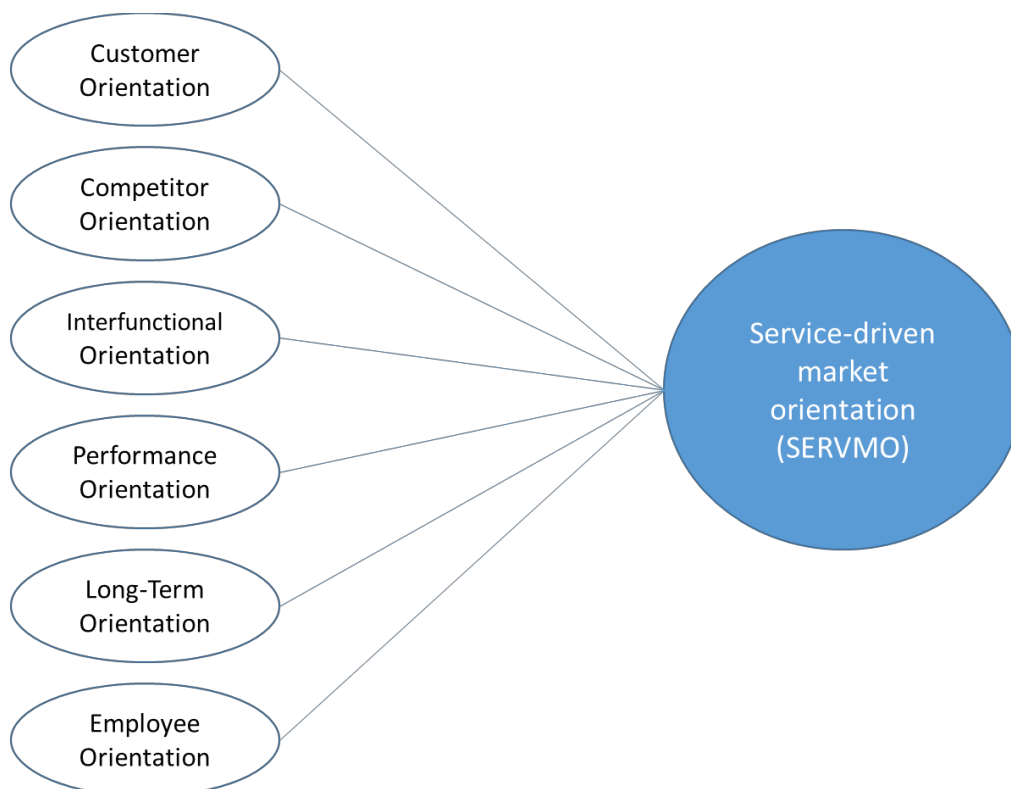 Customer
Orientation
Competitor
Orientation
Interfunctional
Orientation
Performance
Orientation
Long-Term
Orientation
Employee
Orientation
Service-driven
market
orientation
(SERVMO)